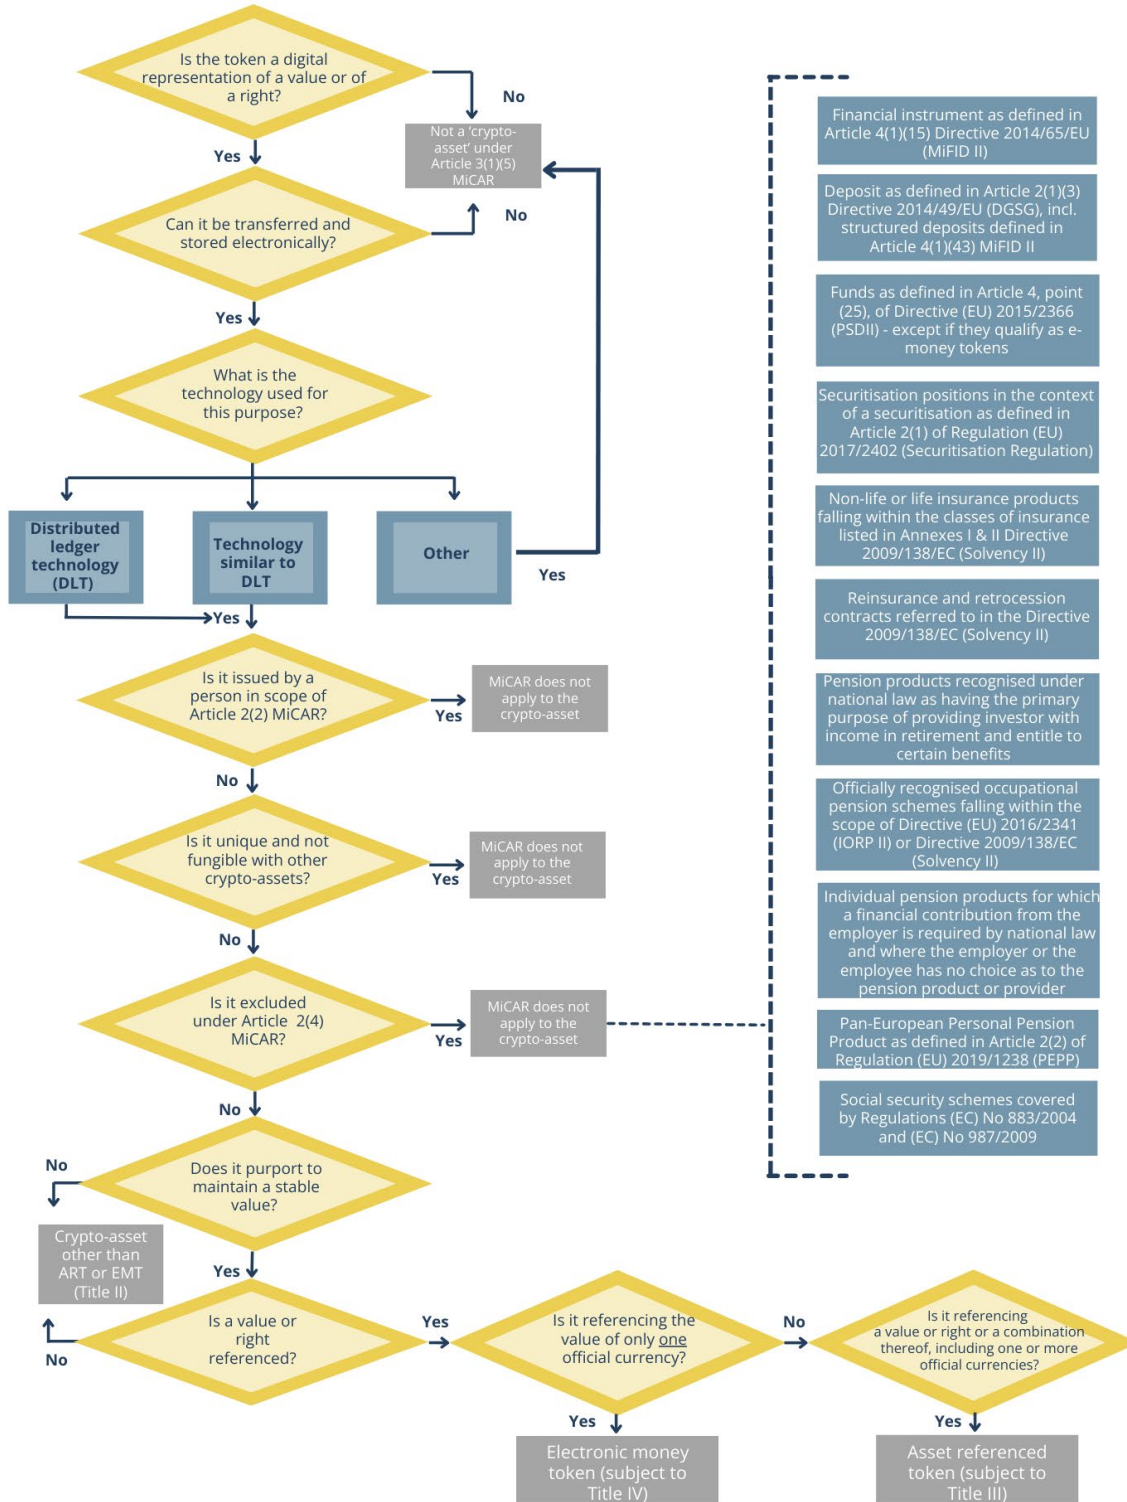 Is the token a digital
representation of a value or of
a right?
No
Not a ‘crypto-
asset’ under
Article 3(1)(5)
MiCAR
Yes
Can it be transferred and
stored electronically?
No
Yes
What is the
technology used for
this purpose?
Distributed
ledger
technology
(DLT)
Technology
similar to
DLT
Other
Yes
Yes
Is it issued by a
person in scope of
Article 2(2) MiCAR?
Yes
MiCAR does not
apply to the
crypto-asset
No
Is it unique and not
fungible with other
crypto-assets?
Yes
MiCAR does not
apply to the
crypto-asset
No
Is it excluded
under Article 2(4)
MiCAR?
Yes
MiCAR does not
apply to the
crypto-asset
No
Does it purport to
maintain a stable
value?
No
Crypto-asset
other than
ART or EMT
(Title II)
Yes
Is a value or
right
referenced?
No
Yes
Is it referencing the
value of only one
official currency?
No
Is it referencing
a value or right or a combination
thereof, including one or more
official currencies?
Yes
Electronic money
token (subject to
Title IV)
Yes
Asset referenced
token (subject to
Title III)
Financial instrument as defined in
Article 4(1)(15) Directive 2014/65/EU
(MiFID II)
Deposit as defined in Article 2(1)(3)
Directive 2014/49/EU (DGSG), incl.
structured deposits defined in
Article 4(1)(43) MiFID II
Funds as defined in Article 4, point
(25), of Directive (EU) 2015/2366
(PSDII) - except if they qualify as e-
money tokens
Securitisation positions in the context
of a securitisation as defined in
Article 2(1) of Regulation (EU)
2017/2402 (Securitisation Regulation)
Non-life or life insurance products
falling within the classes of insurance
listed in Annexes I & II Directive
2009/138/EC (Solvency II)
Reinsurance and retrocession
contracts referred to in the Directive
2009/138/EC (Solvency II)
Pension products recognised under
national law as having the primary
purpose of providing investor with
income in retirement and entitle to
certain benefits
Officially recognised occupational
pension schemes falling within the
scope of Directive (EU) 2016/2341
(IORP II) or Directive 2009/138/EC
(Solvency II)
Individual pension products for which
a financial contribution from the
employer is required by national law
and where the employer or the
employee has no choice as to the
pension product or provider
Pan-European Personal Pension
Product as defined in Article 2(2) of
Regulation (EU) 2019/1238 (PEPP)
Social security schemes covered
by Regulations (EC) No 883/2004
and (EC) No 987/2009